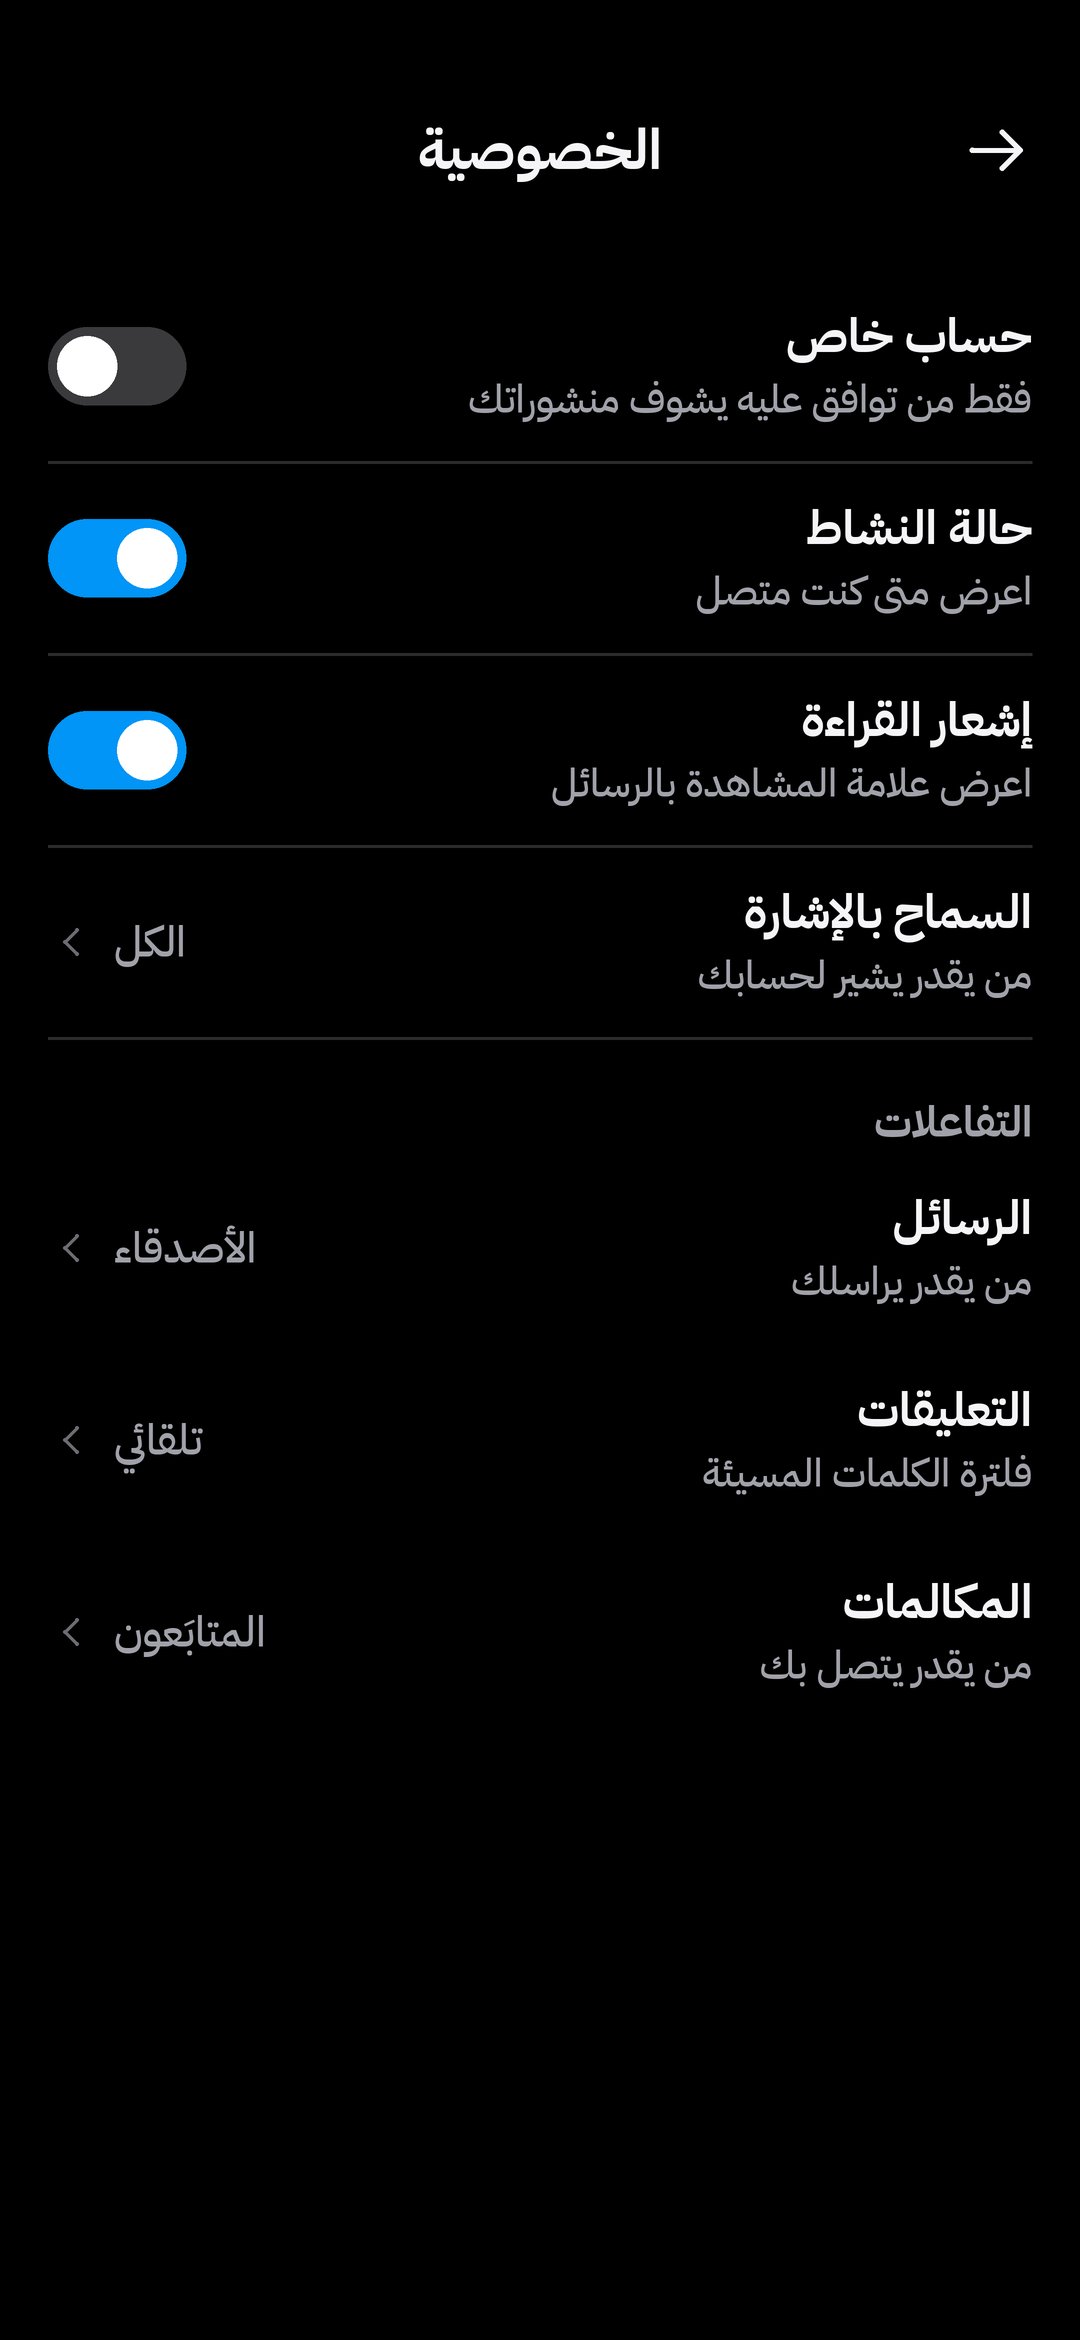 الخصوصية
حساب خاص
فقط من توافق عليه يشوف منشوراتك
حالة النشاط
اعرض متى كنت متصل
إشعار القراءة
اعرض علامة المشاهدة بالرسائل
السماح بالإشارة
من يقدر يشير لحسابك
الكل
التفاعلات
الرسائل
من يقدر يراسلك
الأصدقاء
التعليقات
فلترة الكلمات المسيئة
تلقائي
المكالمات
من يقدر يتصل بك
المتابَعون